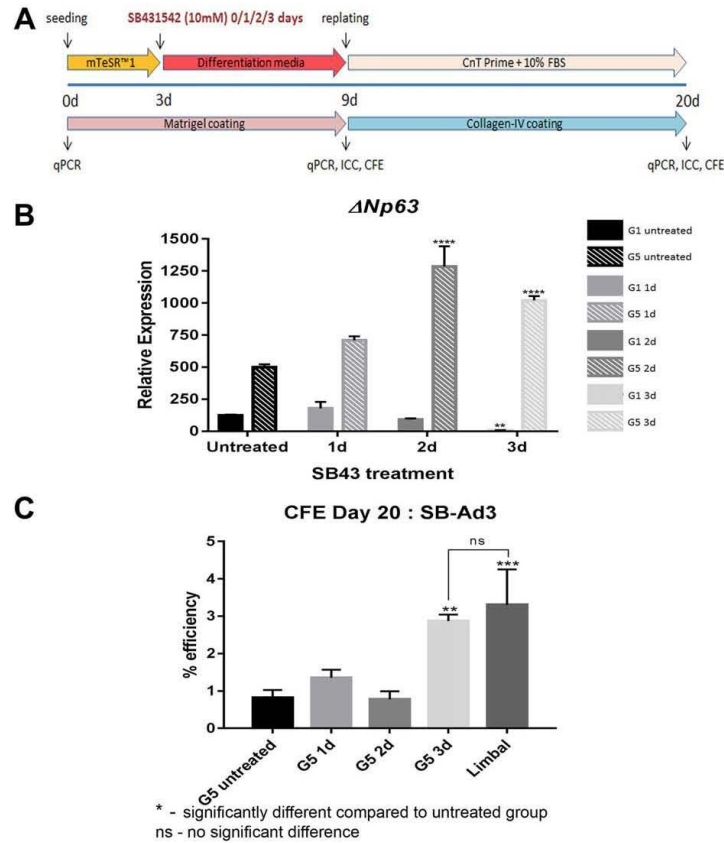 A
seeding
SB431542 (10mM) 0/1/2/3 days
replating
mTeSR™1
Differentiation media
CnT Prime + 10% FBS
0d
3d
9d
20d
Matrigel coating
Collagen-IV coating
qPCR
qPCR, ICC, CFE
qPCR, ICC, CFE
B
ΔNp63
Relative Expression
1500
1250
1000
750
500
250
0
****
****
**
Untreated
1d
2d
3d
SB43 treatment
G1 untreated
G5 untreated
G1 1d
G5 1d
G1 2d
G5 2d
G1 3d
G5 3d
C
CFE Day 20 : SB-Ad3
% efficiency
5
4
3
2
1
0
ns
**
***
G5 untreated
G5 1d
G5 2d
G5 3d
Limbal
* - significantly different compared to untreated group
ns - no significant difference